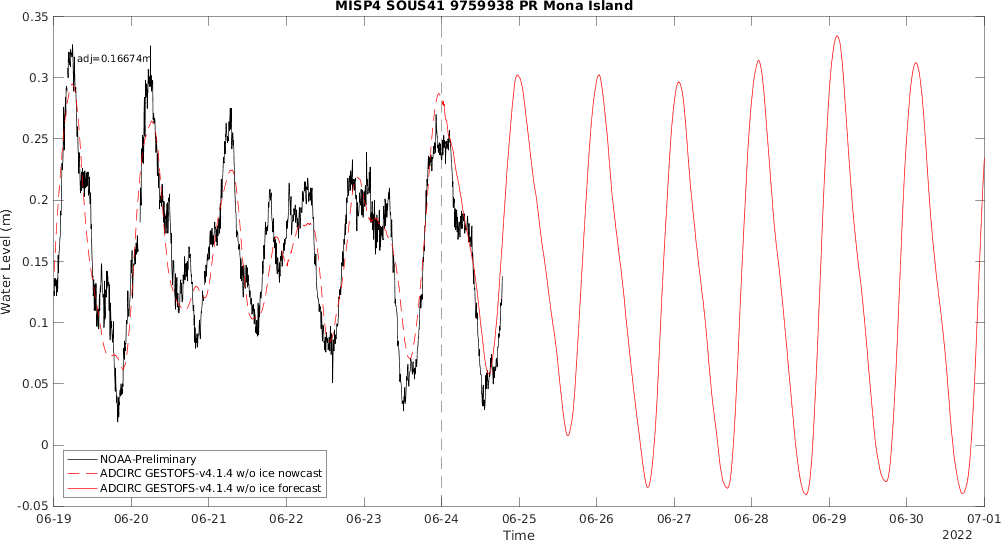 MISP4 SOUS41 9759938 PR Mona Island
0.35
0.3
0.25
0.2
0.15
0.1
0.05
0
-0.05
Water Level (m)
adj=0.16674m
NOAA-Preliminary
ADCIRC GESTOFS-v4.1.4 w/o ice nowcast
ADCIRC GESTOFS-v4.1.4 w/o ice forecast
06-19 06-20 06-21 06-22 06-23 06-24 06-25 06-26 06-27 06-28 06-29 06-30 07-01
Time
2022